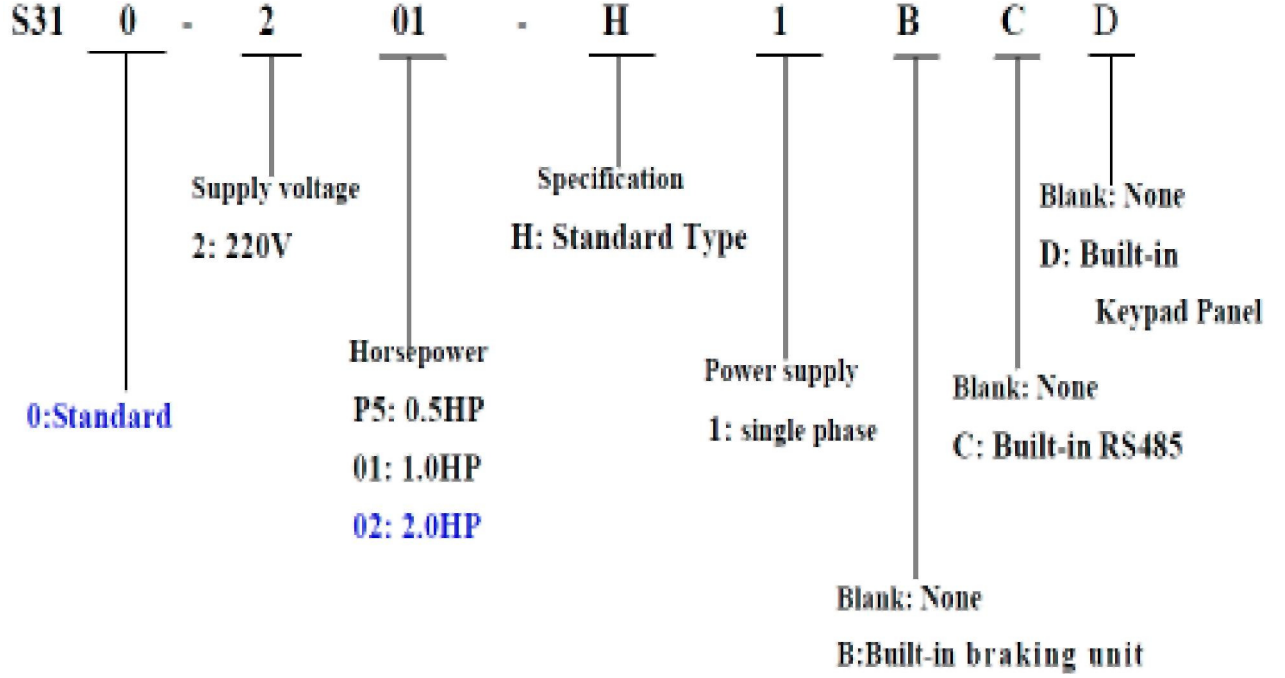 S31 0 - 2 01 - H 1 B C D
Supply voltage
2: 220V
Specification
H: Standard Type
Blank: None
D: Built-in
Keypad Panel
Horsepower
P5: 0.5HP
01: 1.0HP
02: 2.0HP
Power supply
1: single phase
Blank: None
C: Built-in RS485
0:Standard
Blank: None
B:Built-in braking unit